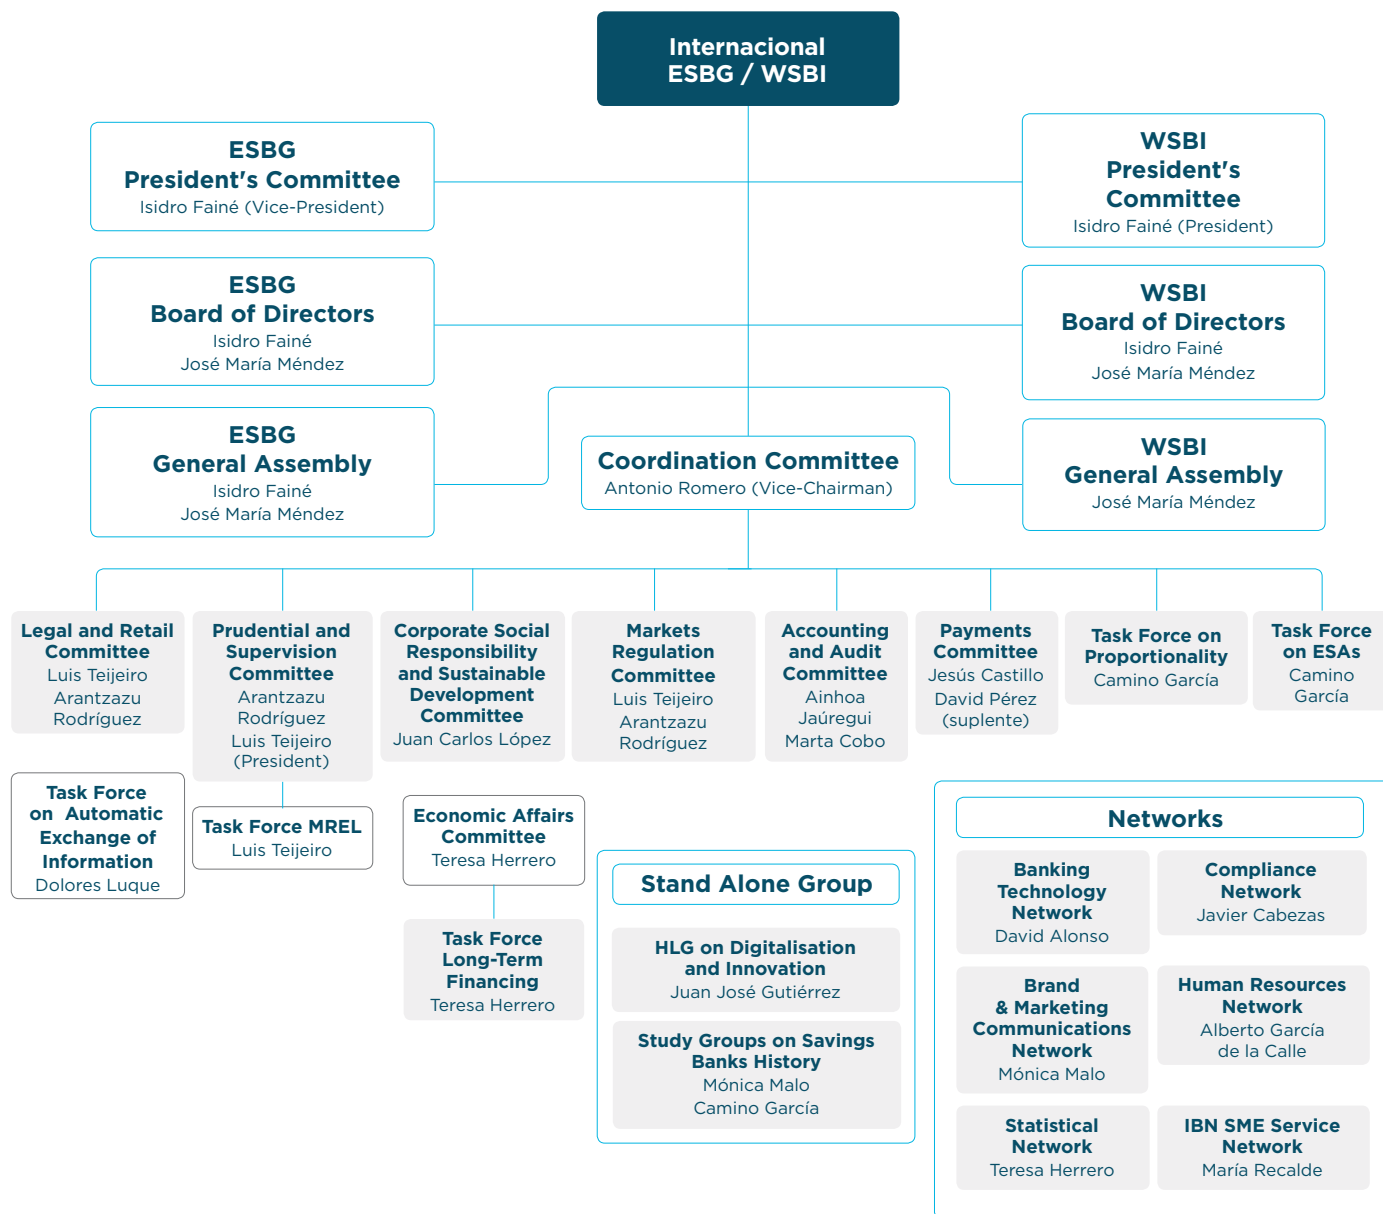 Internacional
ESBG / WSBI
ESBG
President's Committee
Isidro Fainé (Vice-President)
WSBI
President's
Committee
Isidro Fainé (President)
ESBG
Board of Directors
Isidro Fainé
José María Méndez
WSBI
Board of Directors
Isidro Fainé
José María Méndez
ESBG
General Assembly
Isidro Fainé
José María Méndez
Coordination Committee
Antonio Romero (Vice-Chairman)
WSBI
General Assembly
José María Méndez
Legal and Retail
Committee
Luis Teijeiro
Arantzazu
Rodríguez
Prudential and
Supervision
Committee
Arantzazu
Rodríguez
Luis Teijeiro
(President)
Corporate Social
Responsibility
and Sustainable
Development
Committee
Juan Carlos López
Markets
Regulation
Committee
Luis Teijeiro
Arantzazu
Rodríguez
Accounting
and Audit
Committee
Ainhoa
Jaúregui
Marta Cobo
Payments
Committee
Jesús Castillo
David Pérez
(suplente)
Task Force on
Proportionality
Camino García
Task Force
on ESAs
Camino
García
Task Force
on Automatic
Exchange of
Information
Dolores Luque
Task Force MREL
Luis Teijeiro
Economic Affairs
Committee
Teresa Herrero
Task Force
Long-Term
Financing
Teresa Herrero
Stand Alone Group
HLG on Digitalisation
and Innovation
Juan José Gutiérrez
Study Groups on Savings
Banks History
Mónica Malo
Camino García
Networks
Banking
Technology
Network
David Alonso
Compliance
Network
Javier Cabezas
Brand
& Marketing
Communications
Network
Mónica Malo
Human Resources
Network
Alberto García
de la Calle
Statistical
Network
Teresa Herrero
IBN SME Service
Network
María Recalde